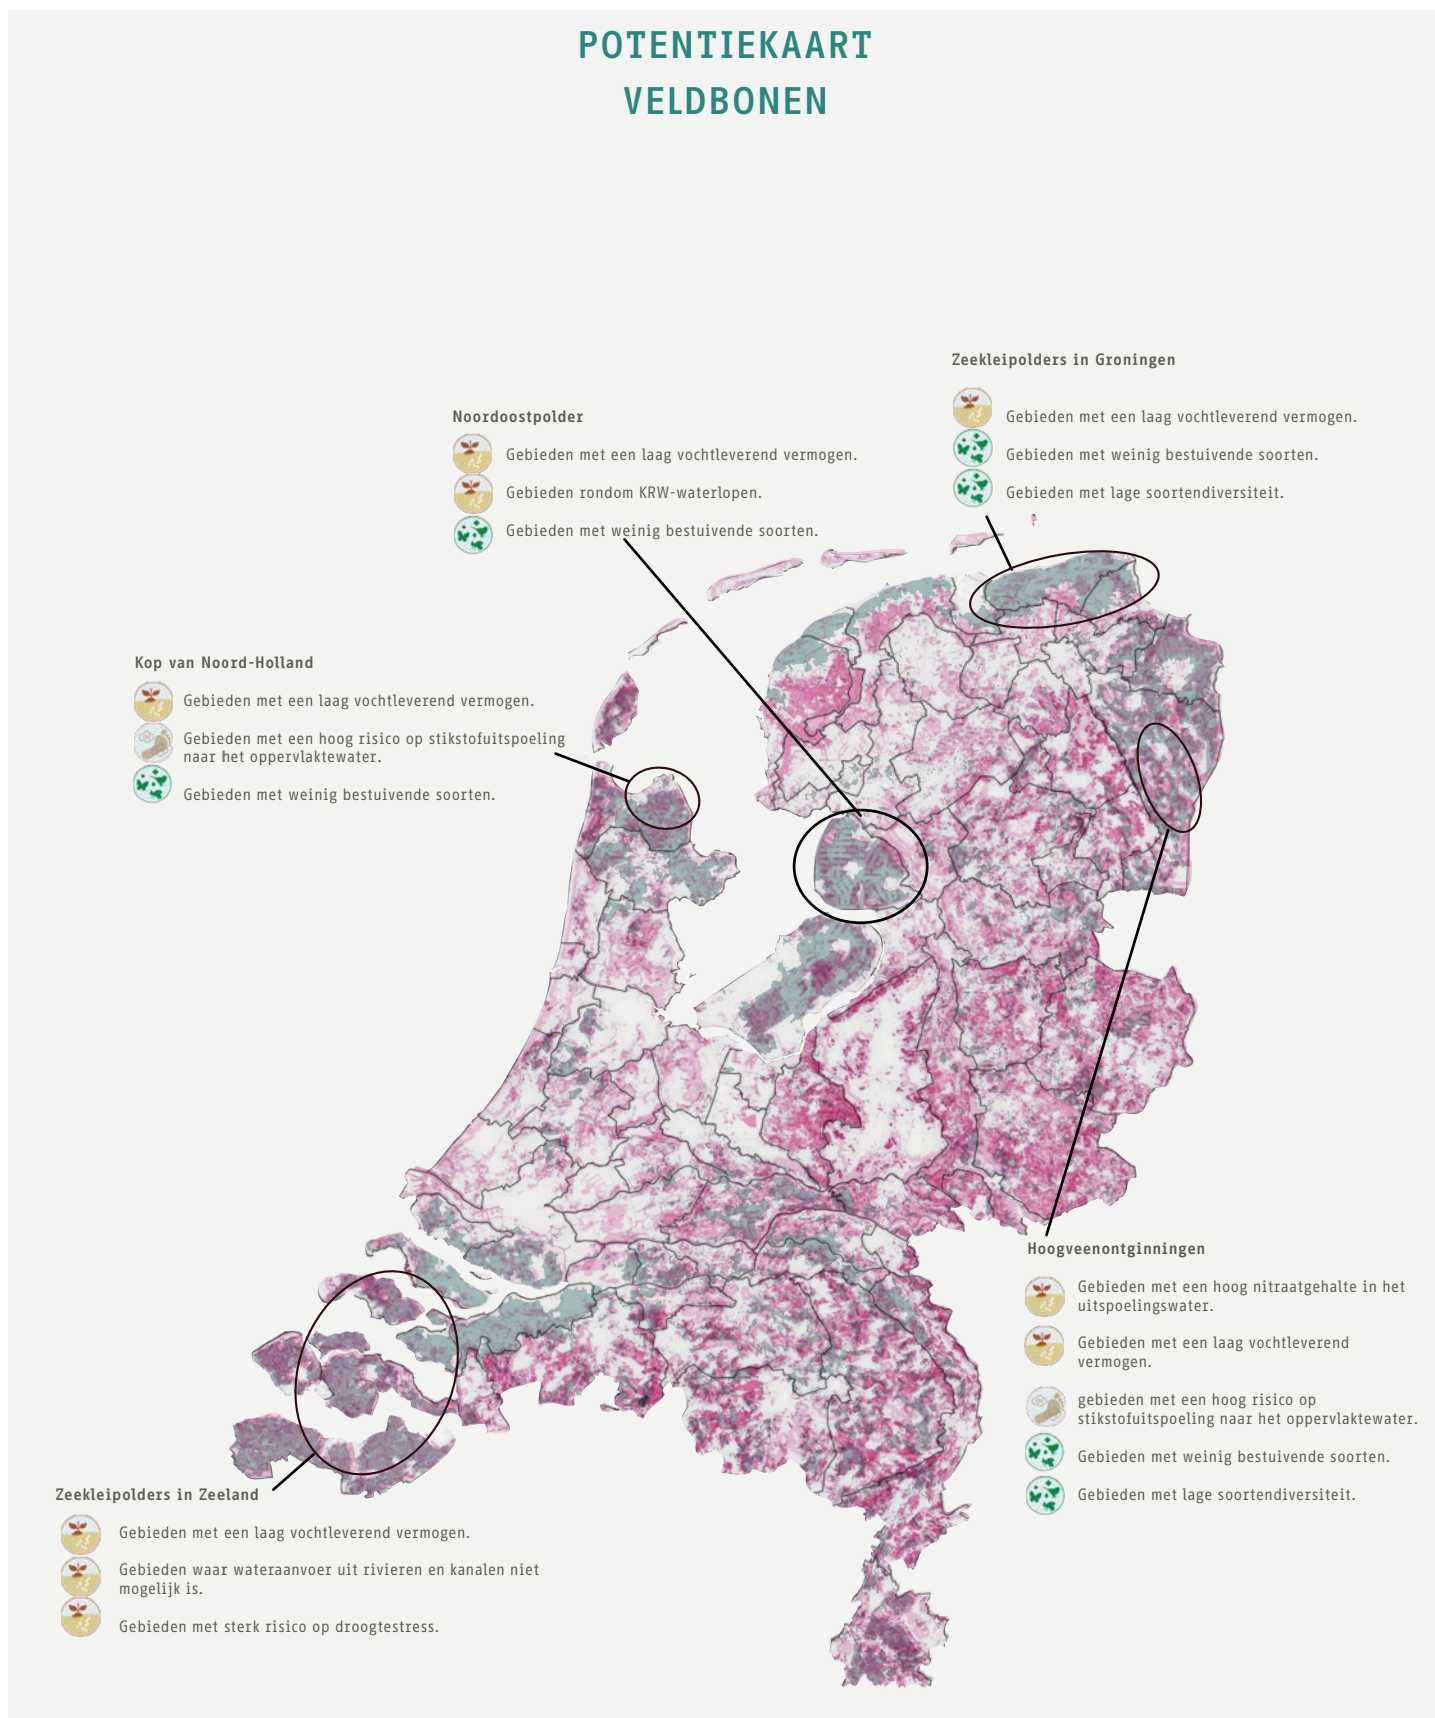 POTENTIEKAART
VELDBONEN
Zeekleipolders in Groningen
Gebieden met een laag vochtleverend vermogen.
Gebieden met weinig bestuivende soorten.
Gebieden met lage soortendiversiteit.
Noordoostpolder
Gebieden met een laag vochtleverend vermogen.
Gebieden rondom KRW-waterlopen.
Gebieden met weinig bestuivende soorten.
Kop van Noord-Holland
Gebieden met een laag vochtleverend vermogen.
Gebieden met een hoog risico op stikstofuitspoeling
naar het oppervlaktewater.
Gebieden met weinig bestuivende soorten.
Hoogveenontginningen
Gebieden met een hoog nitraatgehalte in het
uitspoelingswater.
Gebieden met een laag vochtleverend
vermogen.
gebieden met een hoog risico op
stikstofuitspoeling naar het oppervlaktewater.
Gebieden met weinig bestuivende soorten.
Gebieden met lage soortendiversiteit.
Zeekleipolders in Zeeland
Gebieden met een laag vochtleverend vermogen.
Gebieden waar wateraanvoer uit rivieren en kanalen niet
mogelijk is.
Gebieden met sterk risico op droogtestress.